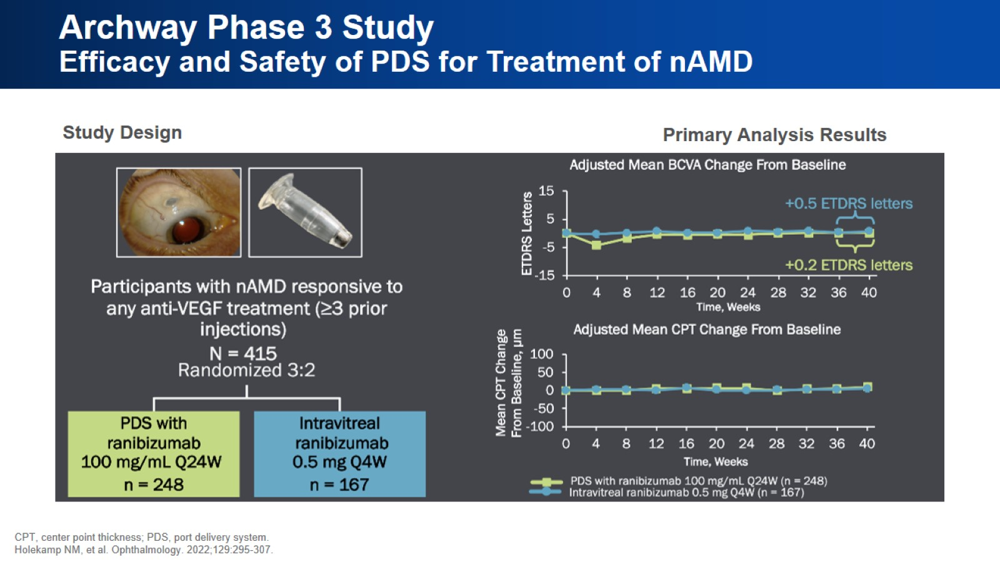 Archway Phase 3 Study
Efficacy and Safety of PDS for Treatment of nAMD
Study Design
Participants with nAMD responsive to
any anti-VEGF treatment (≥3 prior
injections)
N = 415
Randomized 3:2
PDS with
ranibizumab
100 mg/mL Q24W
n = 248
Intravitreal
ranibizumab
0.5 mg Q4W
n = 167
Primary Analysis Results
Adjusted Mean BCVA Change From Baseline
ETDRS Letters
15
5
-5
-15
+0.5 ETDRS letters
+0.2 ETDRS letters
0 4 8 12 16 20 24 28 32 36 40
Time, Weeks
Adjusted Mean CPT Change From Baseline
Mean CPT Change
From Baseline, µm
100
50
0
-50
-100
0 4 8 12 16 20 24 28 32 36 40
Time, Weeks
PDS with ranibizumab 100 mg/mL Q24W (n = 248)
Intravitreal ranibizumab 0.5 mg Q4W (n = 167)
CPT, center point thickness; PDS, port delivery system.
Holekamp NM, et al. Ophthalmology. 2022;129:295-307.